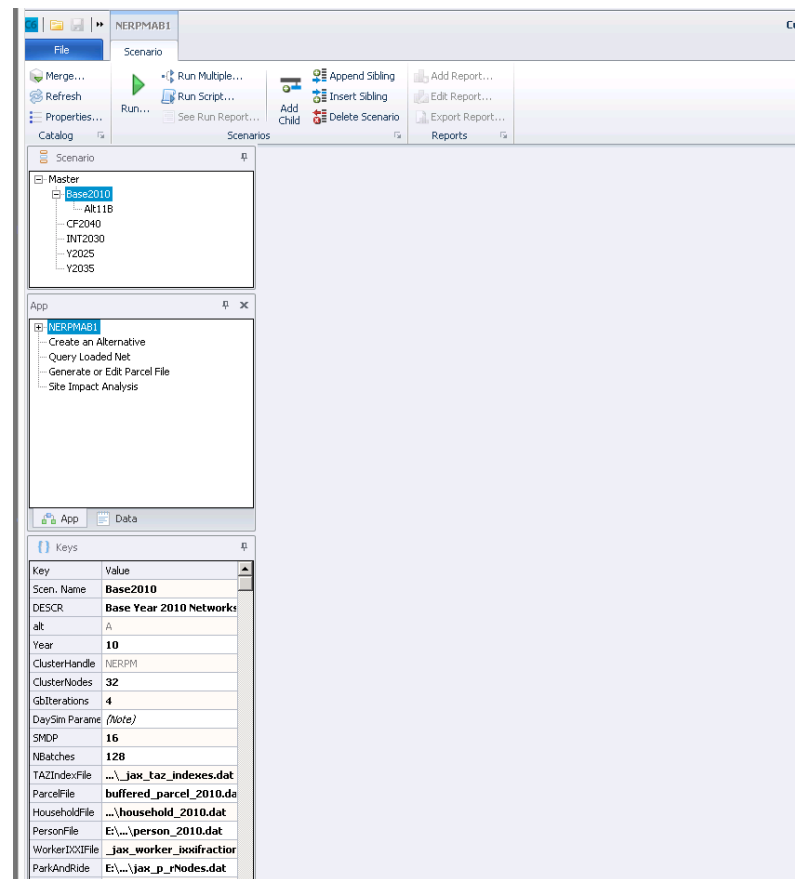 CS NERPMAB1 Cu
File Scenario
Merge...
Refresh
Properties...
Catalog
Run...
Run Multiple...
Run Script...
See Run Report...
Add Child
Append Sibling
Insert Sibling
Delete Scenario
Scenarios
Add Report...
Edit Report...
Export Report...
Reports
Scenario
Master
Base2010
Alt11B
CF2040
INT2030
Y2025
Y2035
App
NERPMAB1
Create an Alternative
Query Loaded Net
Generate or Edit Parcel File
Site Impact Analysis
App Data
{} Keys
Key Value
Scen. Name Base2010
DESCR Base Year 2010 Networks
alt A
Year 10
ClusterHandle NERPM
ClusterNodes 32
GbIterations 4
DaySim Parame (Note)
SMDP 16
NBatches 128
TAZIndexFile ...\_jax_taz_indexes.dat
ParcelFile buffered_parcel_2010.da
HouseholdFile ...\household_2010.dat
PersonFile E:\...\person_2010.dat
WorkerIXXIFile _jax_worker_ixxifraction
ParkAndRide E:\...\jax_p_rNodes.dat